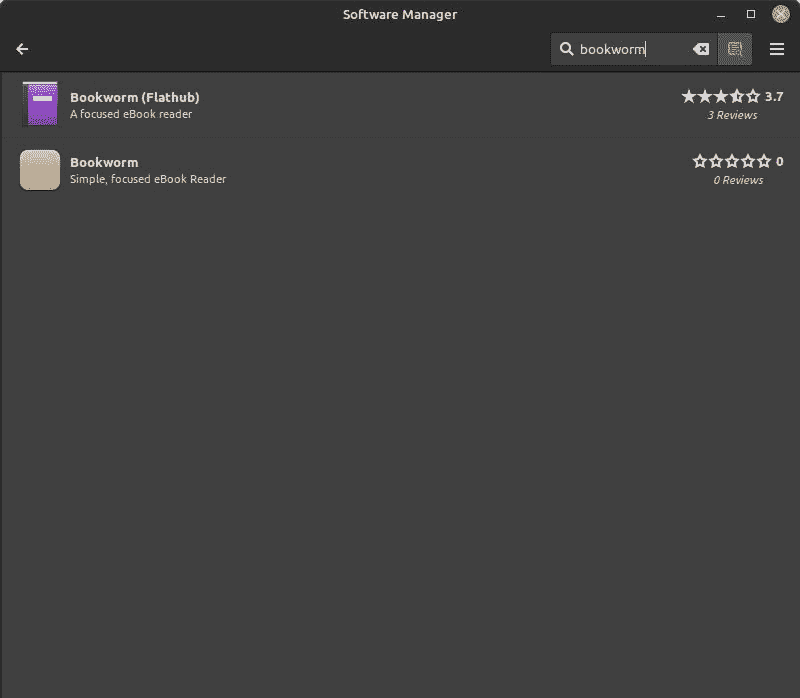 Software Manager
bookworm
Bookworm (Flathub)
3.7
A focused eBook reader
3 Reviews
Bookworm
0
Simple, focused eBook Reader
0 Reviews